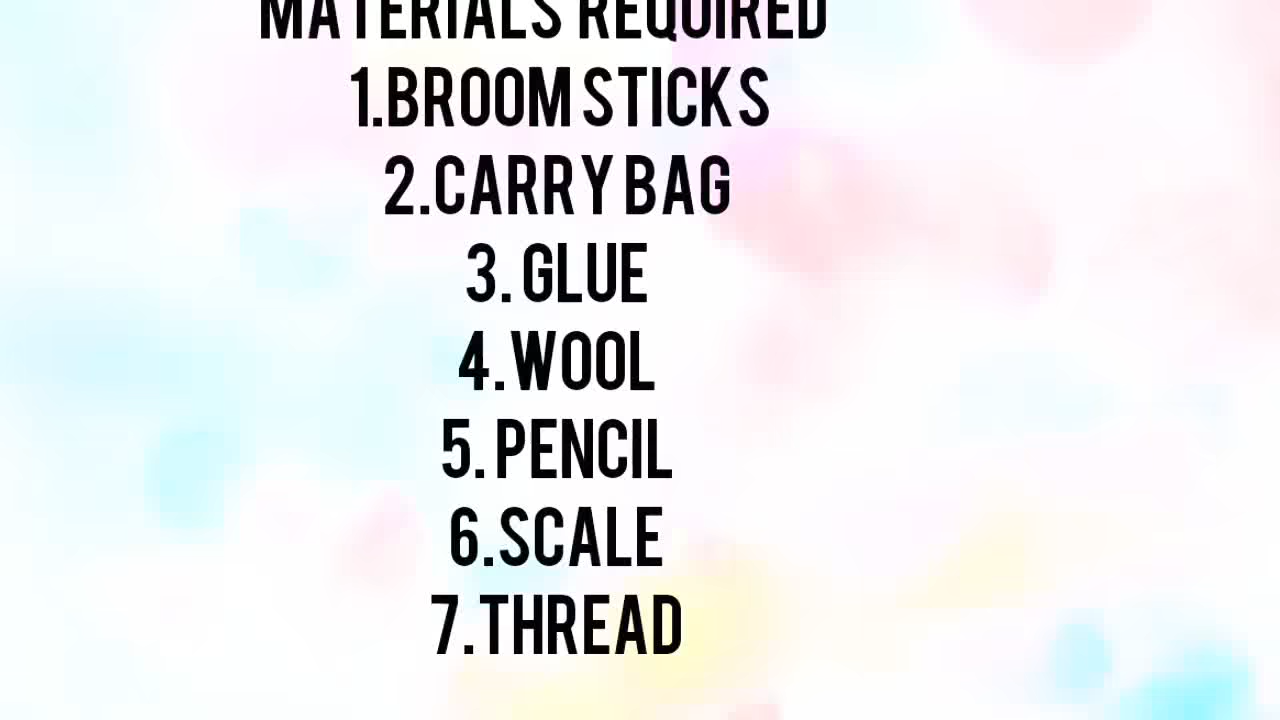 MATERIALS REQUIRED
1.BROOM STICKS
2.CARRY BAG
3. GLUE
4.WOOL
5. PENCIL
6.SCALE
7.THREAD